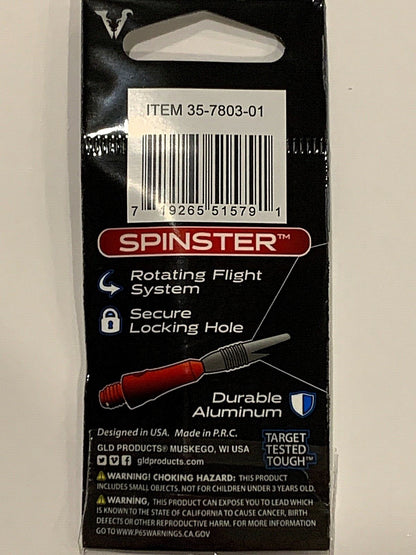 ITEM 35-7803-01
7 19265 51579 1
SPINSTER™
Rotating Flight
System
Secure
Locking Hole
Durable
Aluminum
Designed in USA. Made in P.R.C.
GLD PRODUCTS® MUSKEGO, WI USA
gldproducts.com
TARGET
TESTED
TOUGH™
WARNING! CHOKING HAZARD: THIS PRODUCT
INCLUDES SMALL OBJECTS. NOT FOR CHILDREN UNDER 3 YEARS OLD.
WARNING, THIS PRODUCT CAN EXPOSE YOU TO LEAD WHICH
IS KNOWN TO THE STATE OF CALIFORNIA TO CAUSE CANCER, BIRTH
DEFECTS OR OTHER REPRODUCTIVE HARM. FOR MORE INFORMATION
GO TO WWW.P65WARNINGS.CA.GOV